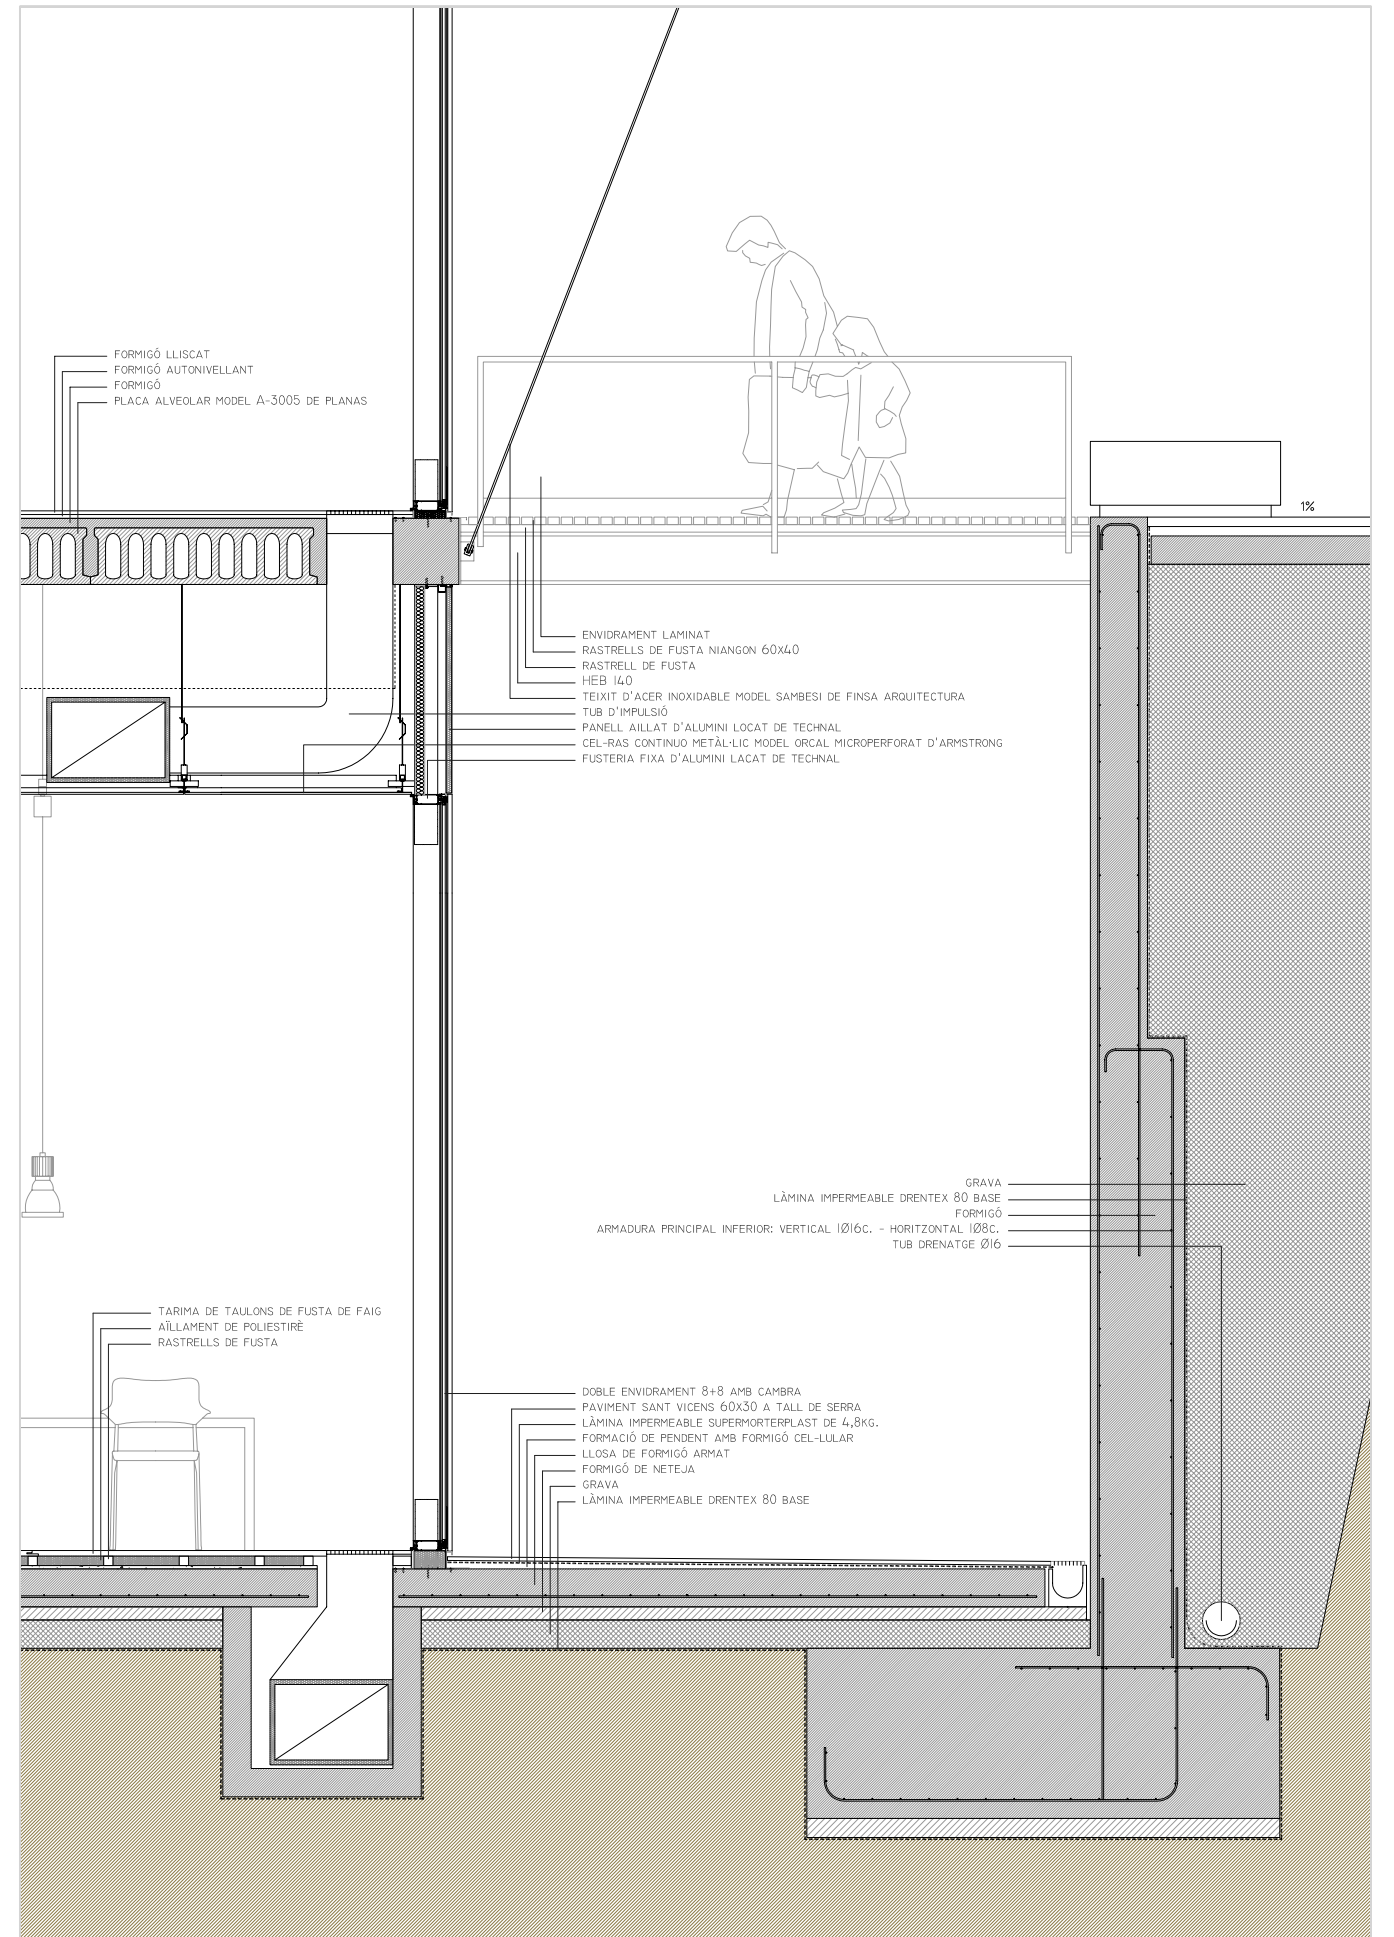 FORMIGÓ LLISCAT
FORMIGÓ AUTONIVELLANT
FORMIGÓ
PLACA ALVEOLAR MODEL A-3005 DE PLANAS
1%
ENVIDRAMENT LAMINAT
RASTRELLS DE FUSTA NIANGON 60X40
RASTRELL DE FUSTA
HEB 140
TEIXIT D'ACER INOXIDABLE MODEL SAMBESI DE FINSA ARQUITECTURA
TUB D'IMPULSIÓ
PANELL AILLAT D'ALUMINI LOCAT DE TECHNAL
CEL-RAS CONTINUO METÀL·LIC MODEL ORCAL MICROPERFORAT D'ARMSTRONG
FUSTERIA FIXA D'ALUMINI LACAT DE TECHNAL
GRAVA
LÀMINA IMPERMEABLE DRENTEX 80 BASE
FORMIGÓ
ARMADURA PRINCIPAL INFERIOR: VERTICAL 1Ø16C. - HORITZONTAL 1Ø8C.
TUB DRENATGE Ø16
TARIMA DE TAULONS DE FUSTA DE FAIG
AÏLLAMENT DE POLIESTIRÈ
RASTRELLS DE FUSTA
DOBLE ENVIDRAMENT 8+8 AMB CAMBRA
PAVIMENT SANT VICENS 60X30 A TALL DE SERRA
LÀMINA IMPERMEABLE SUPERMORTERPLAST DE 4,8KG.
FORMACIÓ DE PENDENT AMB FORMIGÓ CEL-LULAR
LLOSA DE FORMIGÓ ARMAT
FORMIGÓ DE NETEJA
GRAVA
LÀMINA IMPERMEABLE DRENTEX 80 BASE